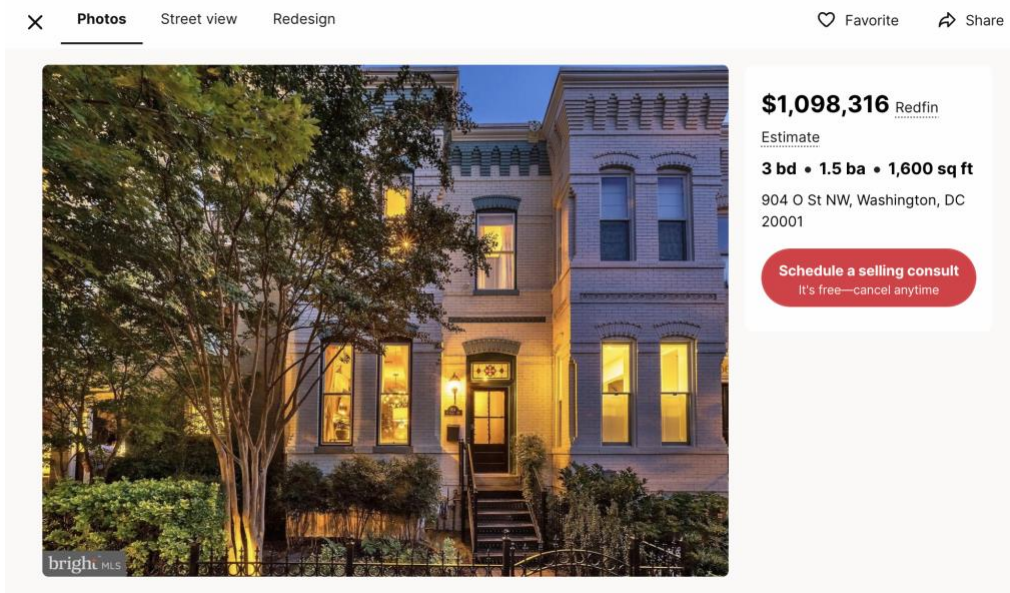 Photos Street view Redesign Favorite Share
$1,098,316 Redfin
Estimate
3 bd • 1.5 ba • 1,600 sq ft
904 O St NW, Washington, DC
20001
Schedule a selling consult
It's free—cancel anytime
bright MLS